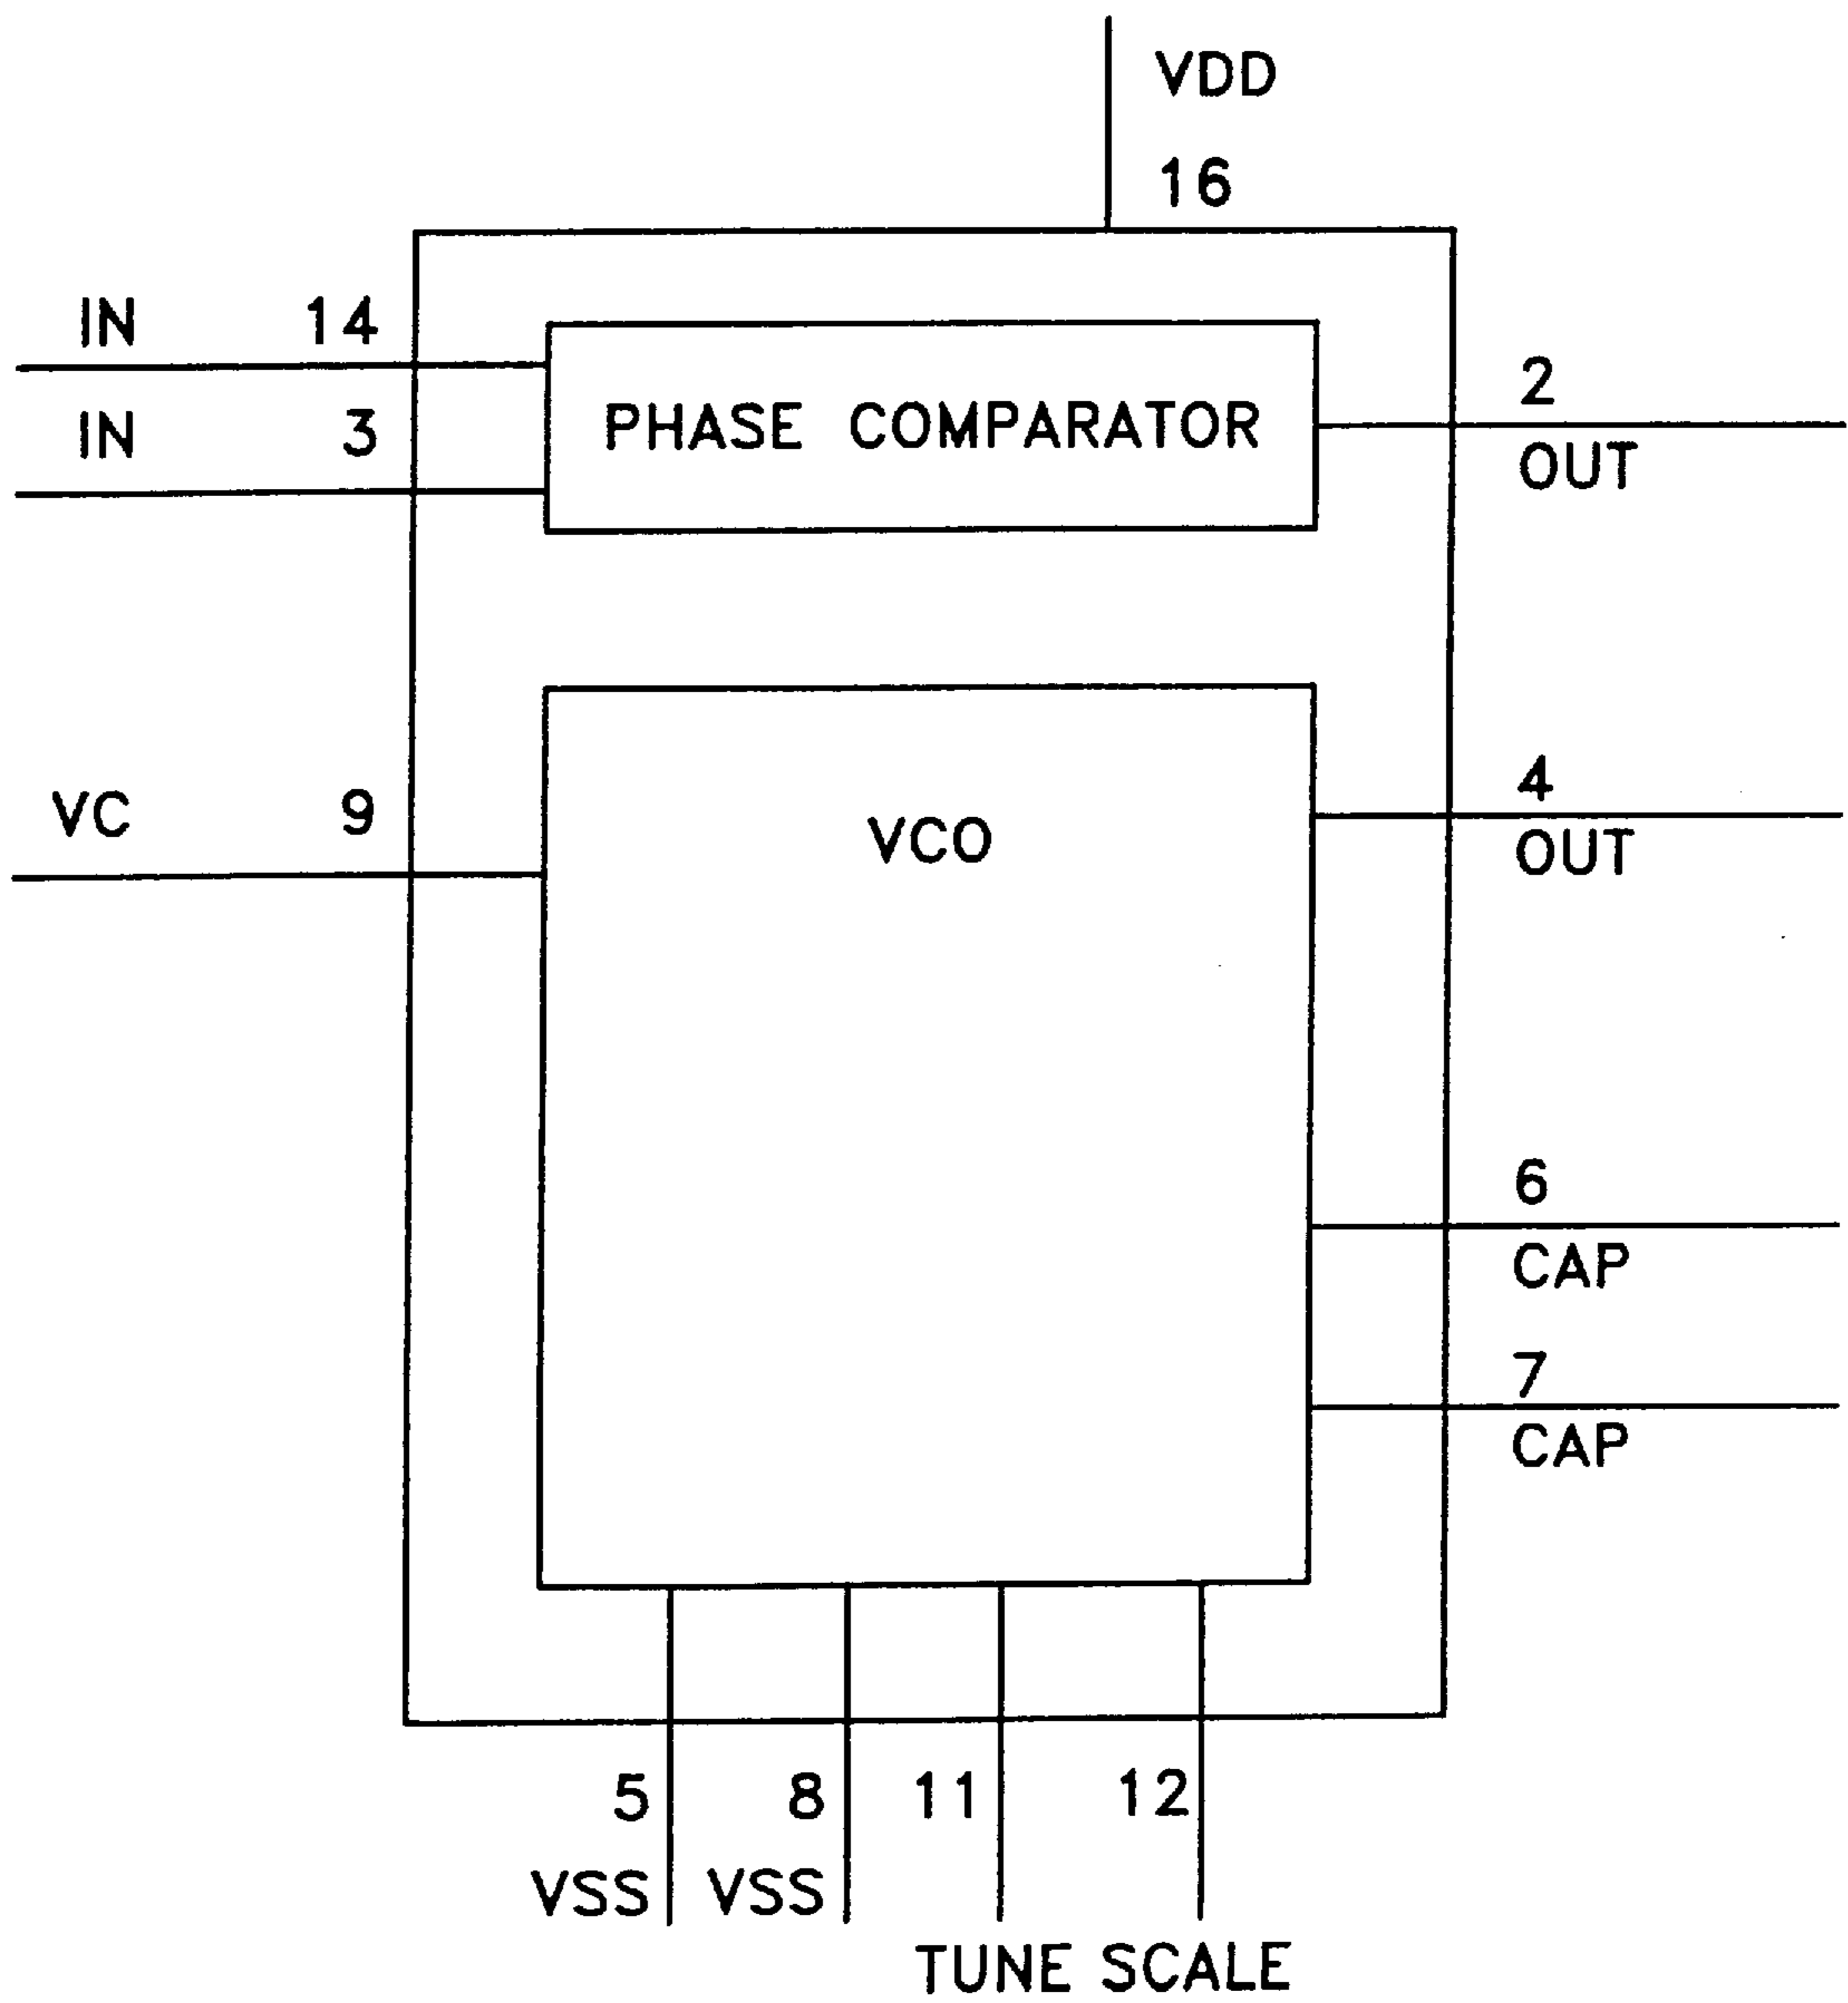 VDD
16
IN 14
IN 3
PHASE COMPARATOR
2
OUT
VC 9
VCO
4
OUT
6
CAP
7
CAP
5 8 11 12
VSS VSS
TUNE SCALE